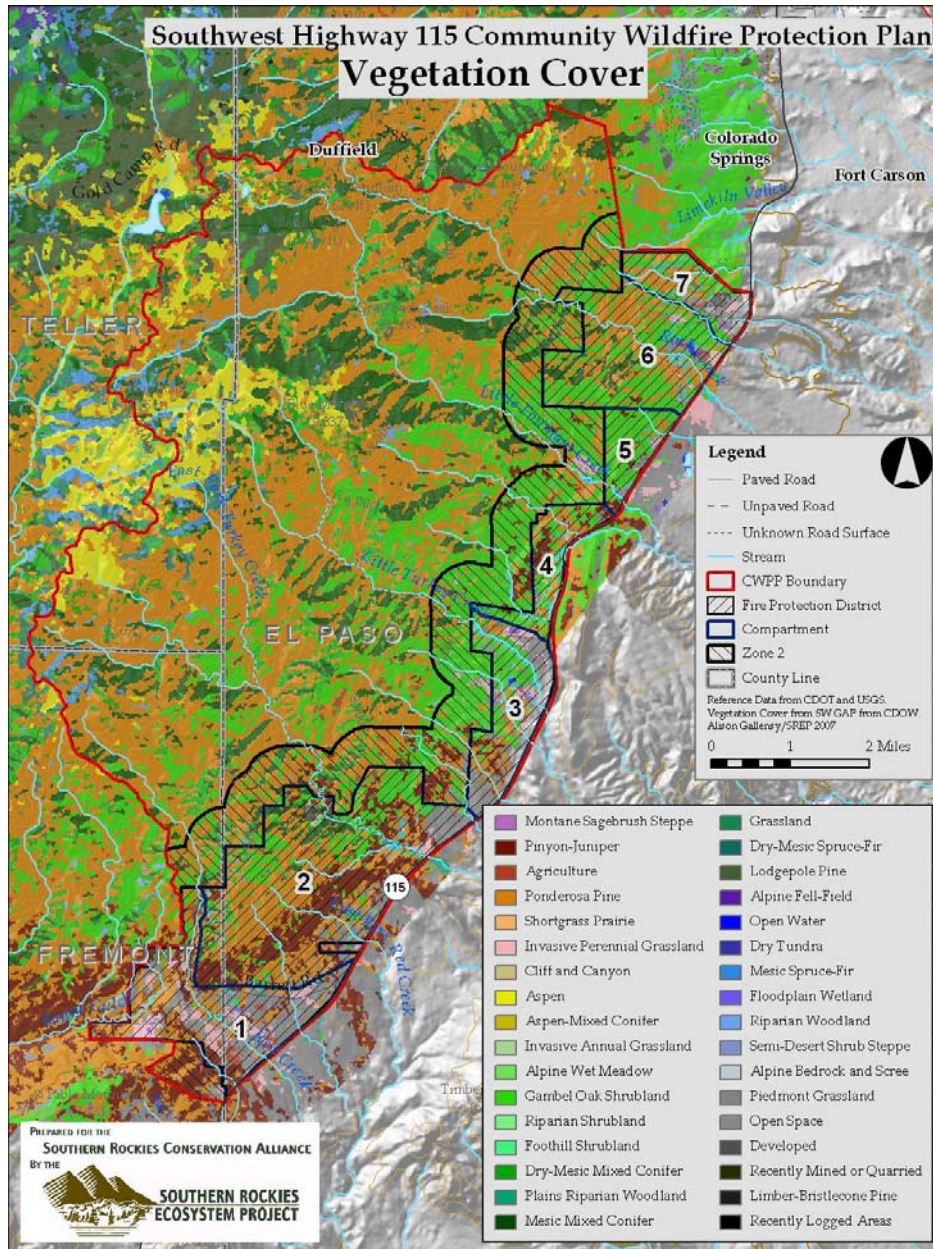 Southwest Highway 115 Community Wildfire Protection Plan
Vegetation Cover
Duffield
Gold Camp Rd
Colorado
Springs
Fort Carson
Limekiln Valley
TELLER
7
6
5
East
Turkey Creek
4
EL PASO
3
2
115
FREMONT
Red Creek
1
Red Creek
Legend
Paved Road
Unpaved Road
Unknown Road Surface
Stream
CWPP Boundary
Fire Protection District
Compartment
Zone 2
County Line
Reference Data from CDOT and USGS.
Vegetation Cover from SW GAP from CDOW.
Alison Gallensy/SREP 2007
0 1 2 Miles
Montane Sagebrush Steppe
Pinyon-Juniper
Agriculture
Ponderosa Pine
Shortgrass Prairie
Invasive Perennial Grassland
Cliff and Canyon
Aspen
Aspen-Mixed Conifer
Invasive Annual Grassland
Alpine Wet Meadow
Gambel Oak Shrubland
Riparian Shrubland
Foothill Shrubland
Dry-Mesic Mixed Conifer
Plains Riparian Woodland
Mesic Mixed Conifer
Grassland
Dry-Mesic Spruce-Fir
Lodgepole Pine
Alpine Fell-Field
Open Water
Dry Tundra
Mesic Spruce-Fir
Floodplain Wetland
Riparian Woodland
Semi-Desert Shrub Steppe
Alpine Bedrock and Scree
Piedmont Grassland
Open Space
Developed
Recently Mined or Quarried
Limber-Bristlecone Pine
Recently Logged Areas
PREPARED FOR THE
SOUTHERN ROCKIES CONSERVATION ALLIANCE
BY THE
SOUTHERN ROCKIES
ECOSYSTEM PROJECT